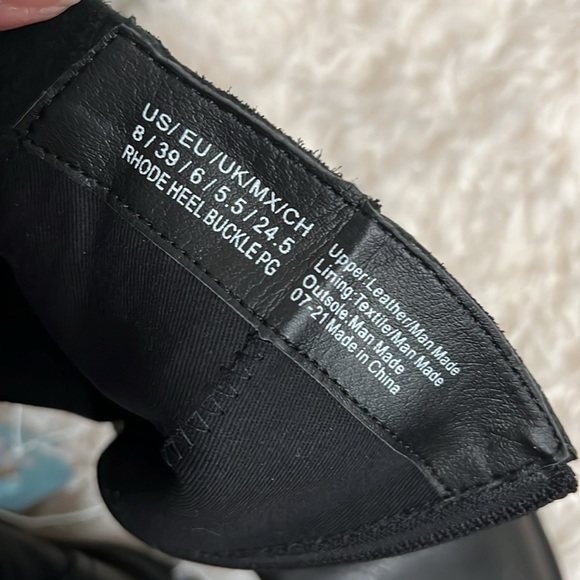 US/ EU /UK/MX/CH
8 / 39 / 6 / 5.5 / 24.5
RHODE HEEL BUCKLE PG
Upper:Leather/Man Made
Lining:Textile/Man Made
Outsole:Man Made
07-21 Made in China